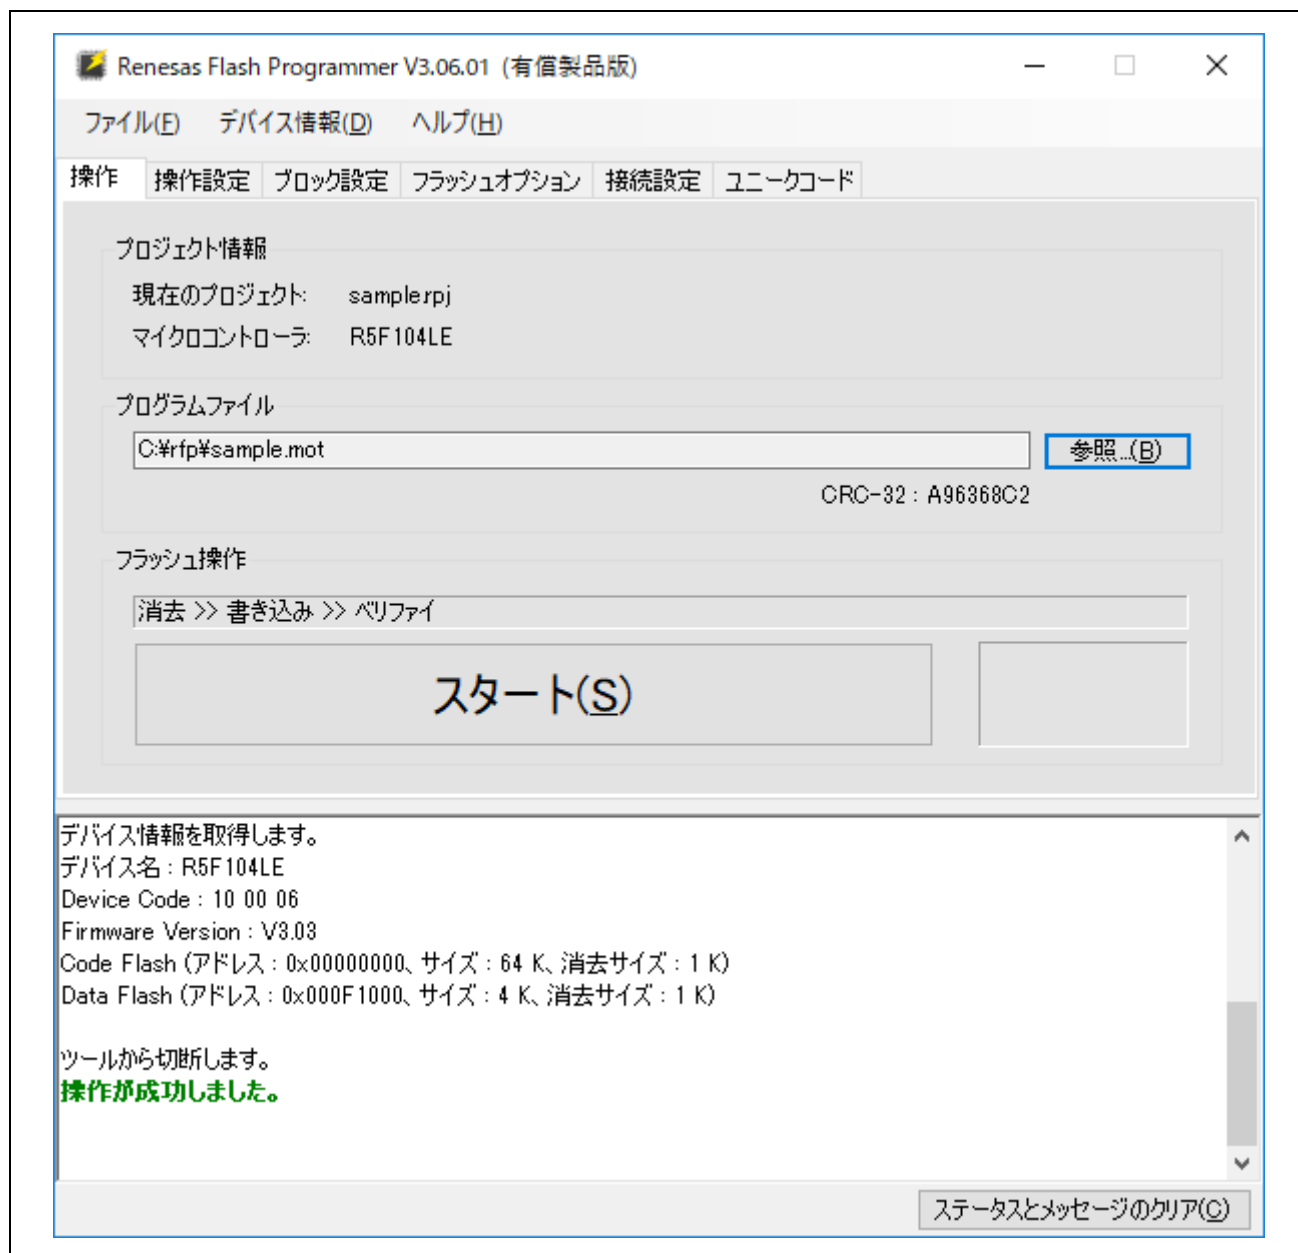 Renesas Flash Programmer V3.06.01 (有償製品版)
ファイル(F) デバイス情報(D) ヘルプ(H)
操作 操作設定 ブロック設定 フラッシュオプション 接続設定 ユニークコード
プロジェクト情報
現在のプロジェクト: sample.rpj
マイクロコントローラ: R5F104LE
プログラムファイル
C:¥rfp¥sample.mot 参照...(B)
CRC-32 : A96368C2
フラッシュ操作
消去 >> 書き込み >> ベリファイ
スタート(S)
デバイス情報を取得します。
デバイス名 : R5F104LE
Device Code : 10 00 06
Firmware Version : V3.03
Code Flash (アドレス : 0x00000000、サイズ : 64 K、消去サイズ : 1 K)
Data Flash (アドレス : 0x000F1000、サイズ : 4 K、消去サイズ : 1 K)
ツールから切断します。
操作が成功しました。
ステータスとメッセージのクリア(C)